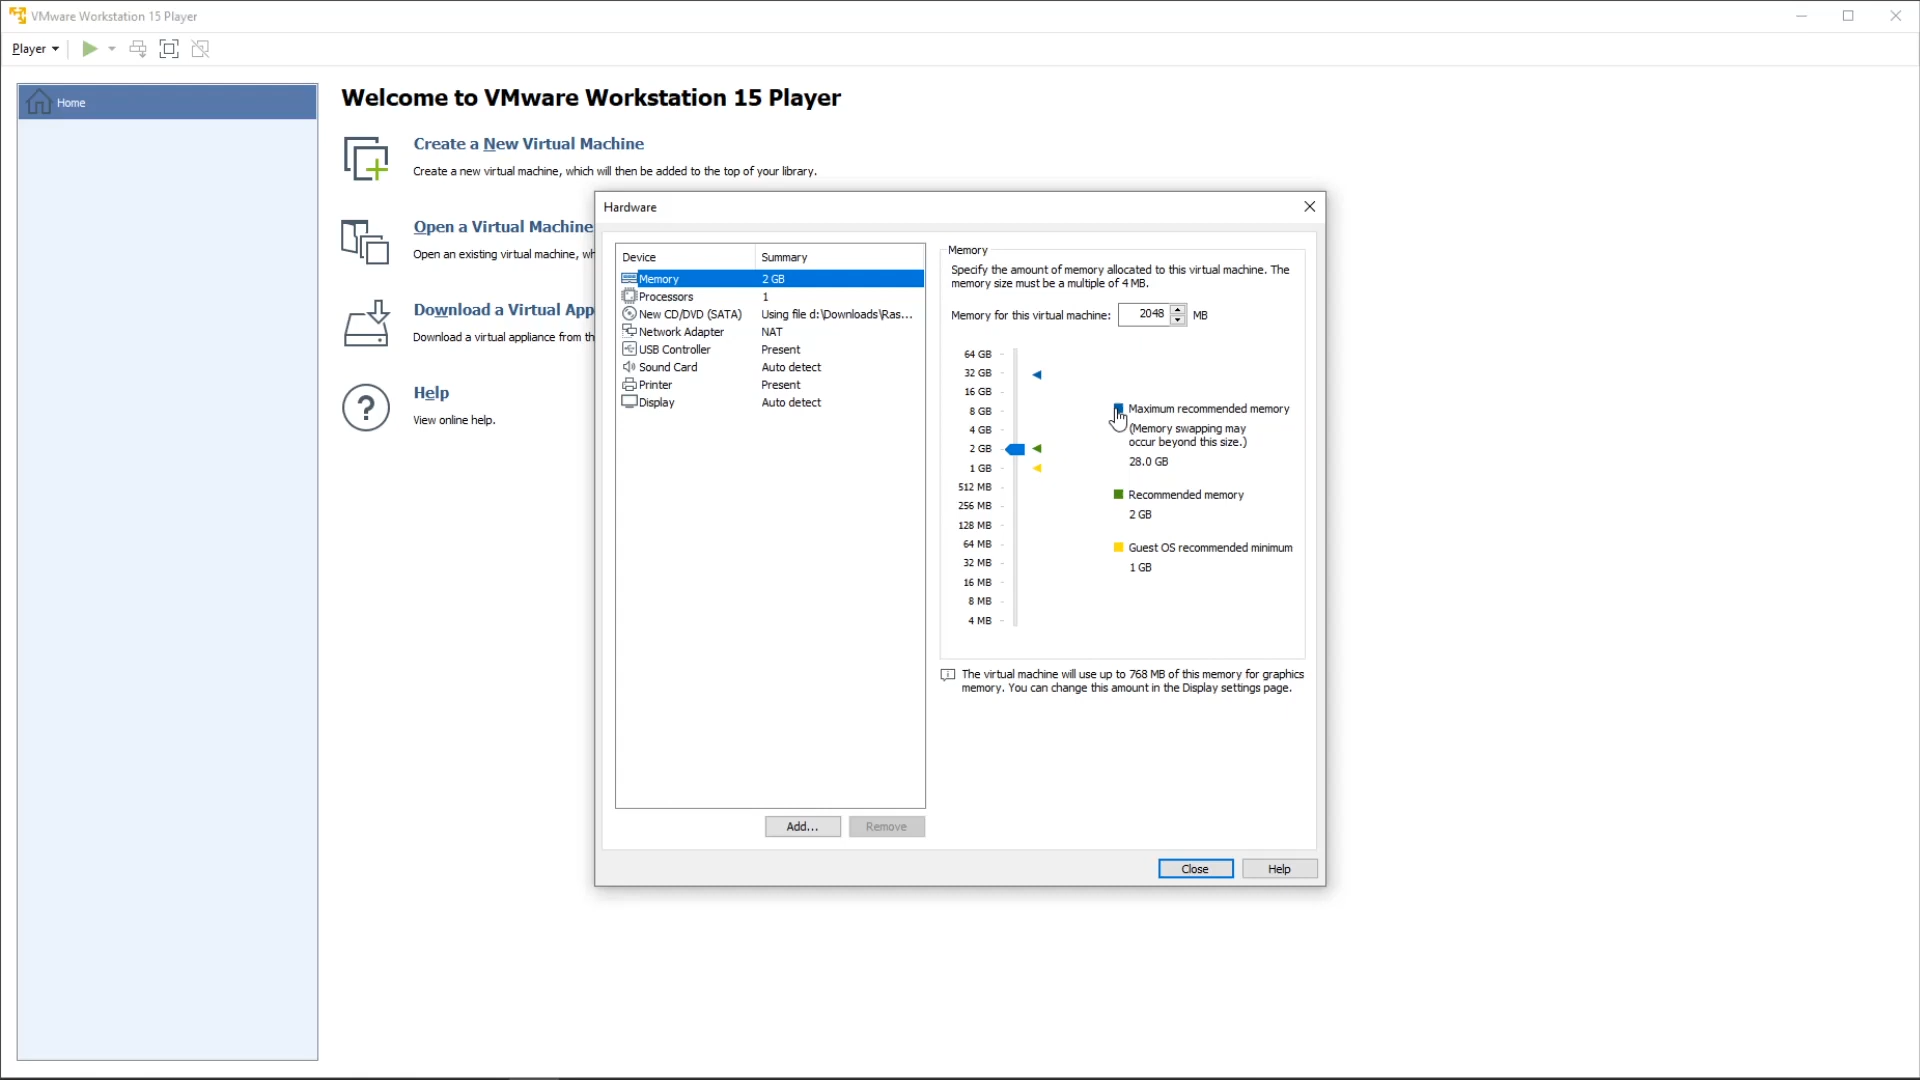 VMware Workstation 15 Player
Player
Home
Welcome to VMware Workstation 15 Player
Create a New Virtual Machine
Create a new virtual machine, which will then be added to the top of your library.
Open a Virtual Machine
Open an existing virtual machine, wh
Download a Virtual App
Download a virtual appliance from th
?
Help
View online help.
Hardware
Device Summary
Memory 2 GB
Processors 1
New CD/DVD (SATA) Using file d:\Downloads\Ras...
Network Adapter NAT
USB Controller Present
Sound Card Auto detect
Printer Present
Display Auto detect
Add... Remove
Memory
Specify the amount of memory allocated to this virtual machine. The
memory size must be a multiple of 4 MB.
Memory for this virtual machine: 2048 MB
64 GB
32 GB
16 GB
8 GB
4 GB
2 GB
1 GB
512 MB
256 MB
128 MB
64 MB
32 MB
16 MB
8 MB
4 MB
Maximum recommended memory
(Memory swapping may
occur beyond this size.)
28.0 GB
Recommended memory
2 GB
Guest OS recommended minimum
1 GB
The virtual machine will use up to 768 MB of this memory for graphics
memory. You can change this amount in the Display settings page.
Close Help